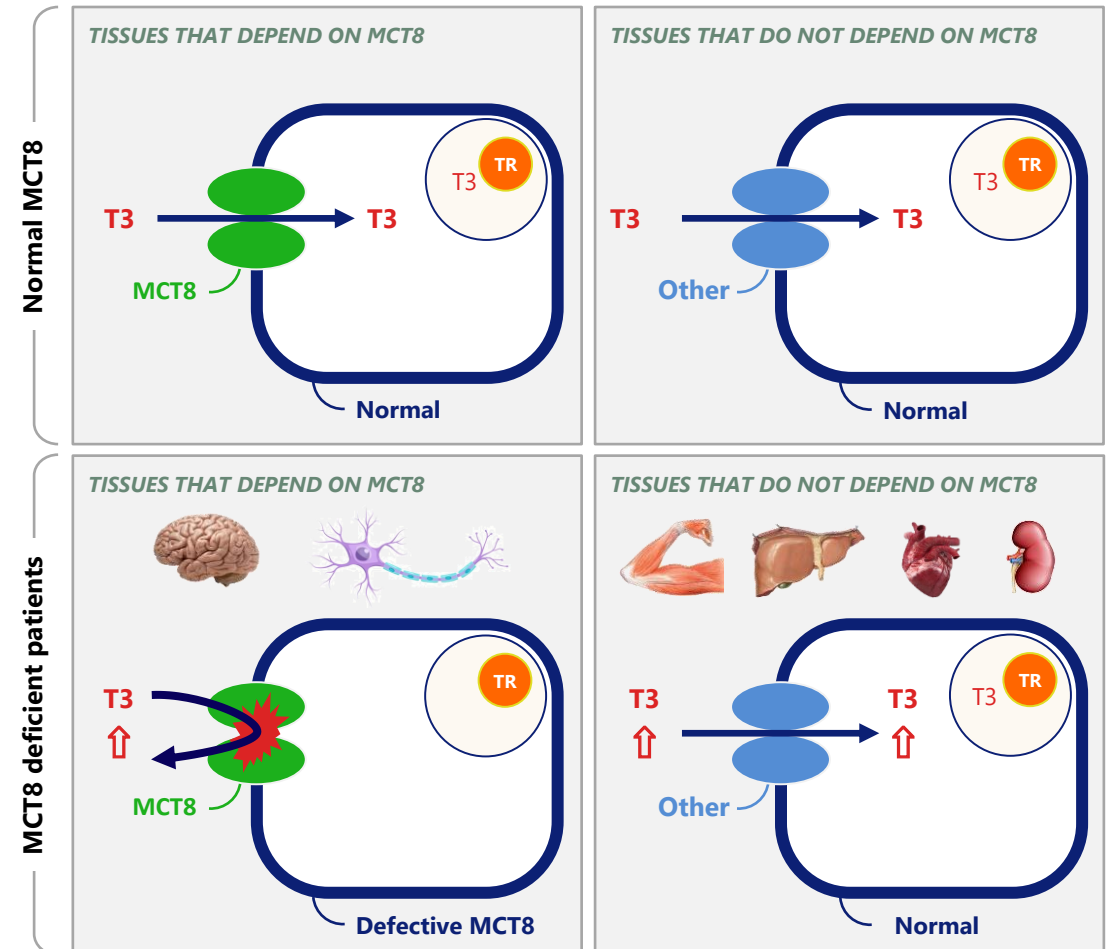 Normal MCT8
TISSUES THAT DEPEND ON MCT8
TR
T3
T3
T3
MCT8
Normal
TISSUES THAT DO NOT DEPEND ON MCT8
TR
T3
T3
T3
Other
Normal
MCT8 deficient patients
TISSUES THAT DEPEND ON MCT8
TR
T3
MCT8
Defective MCT8
TISSUES THAT DO NOT DEPEND ON MCT8
TR
T3
T3
T3
Other
Normal